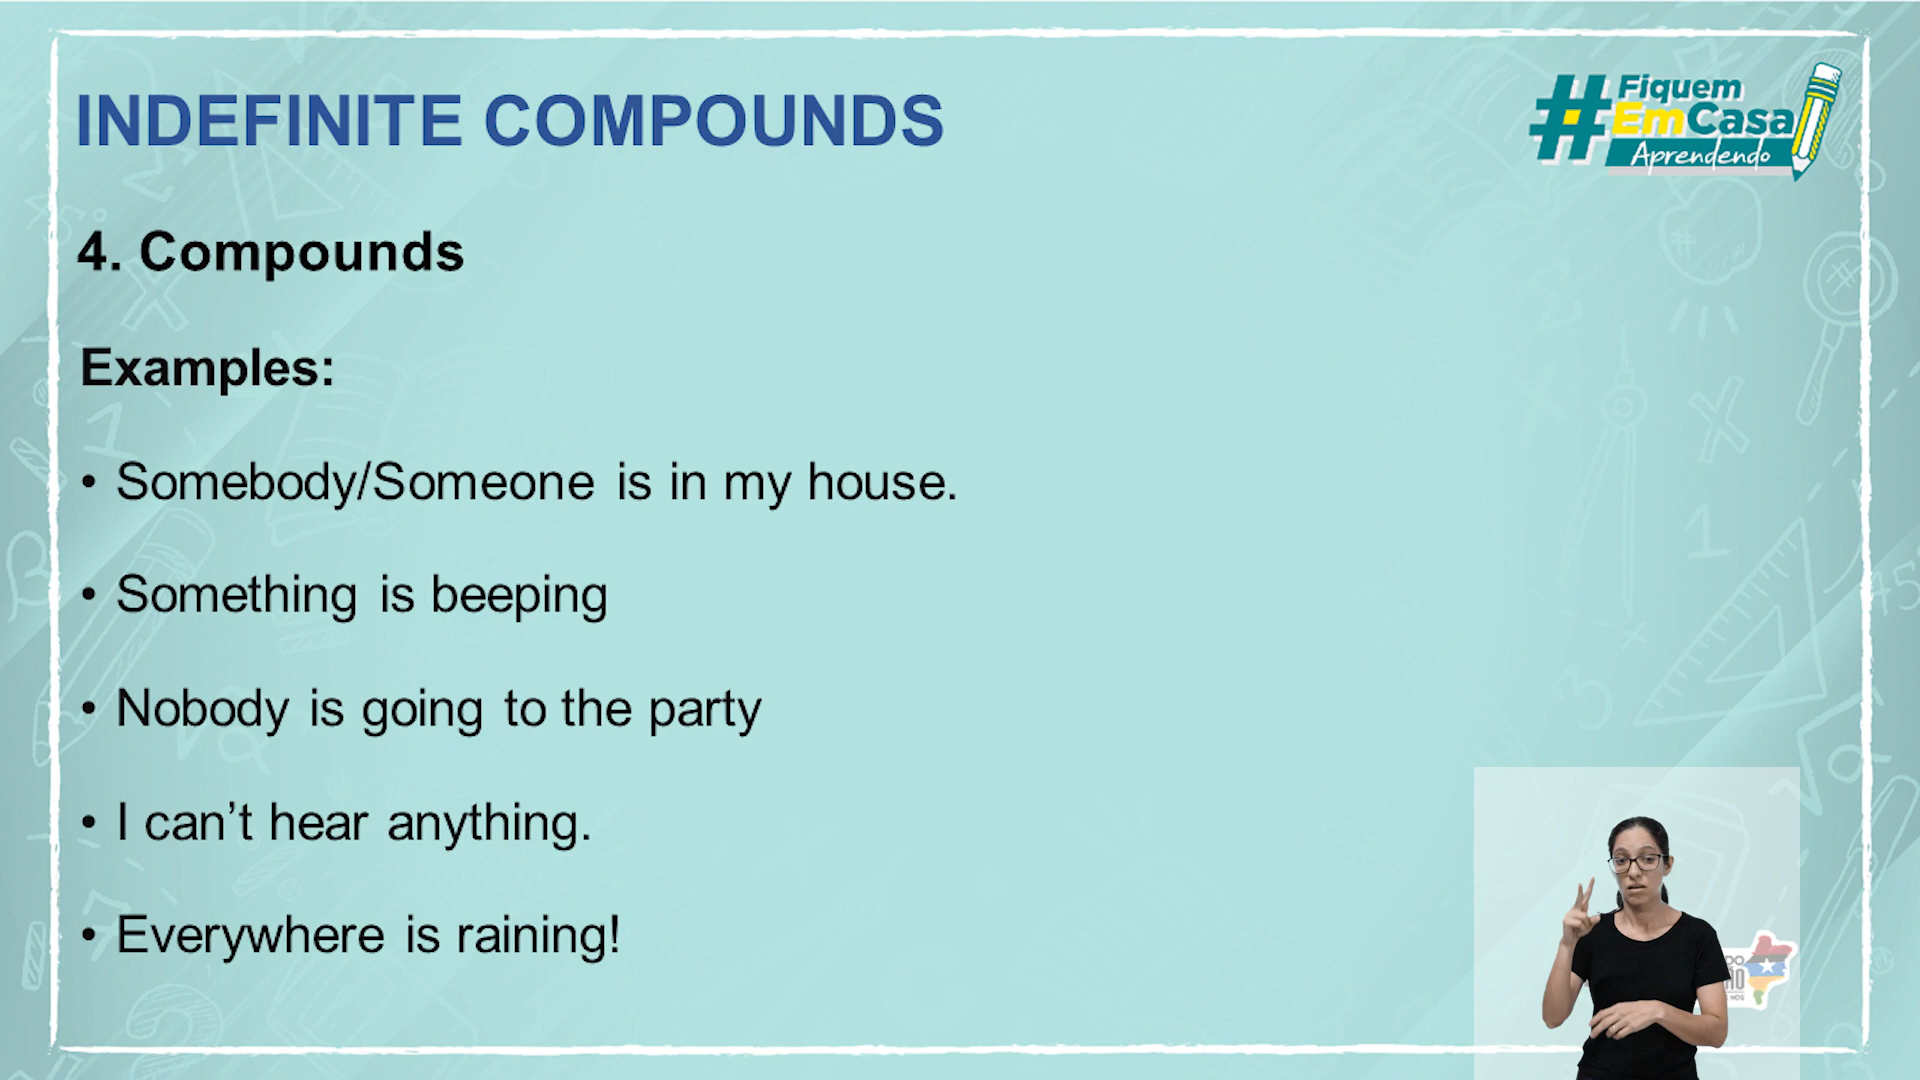 INDEFINITE COMPOUNDS
#Fiquem
EmCasa
Aprendendo
4. Compounds
Examples:
• Somebody/Someone is in my house.
• Something is beeping
• Nobody is going to the party
• I can’t hear anything.
• Everywhere is raining!